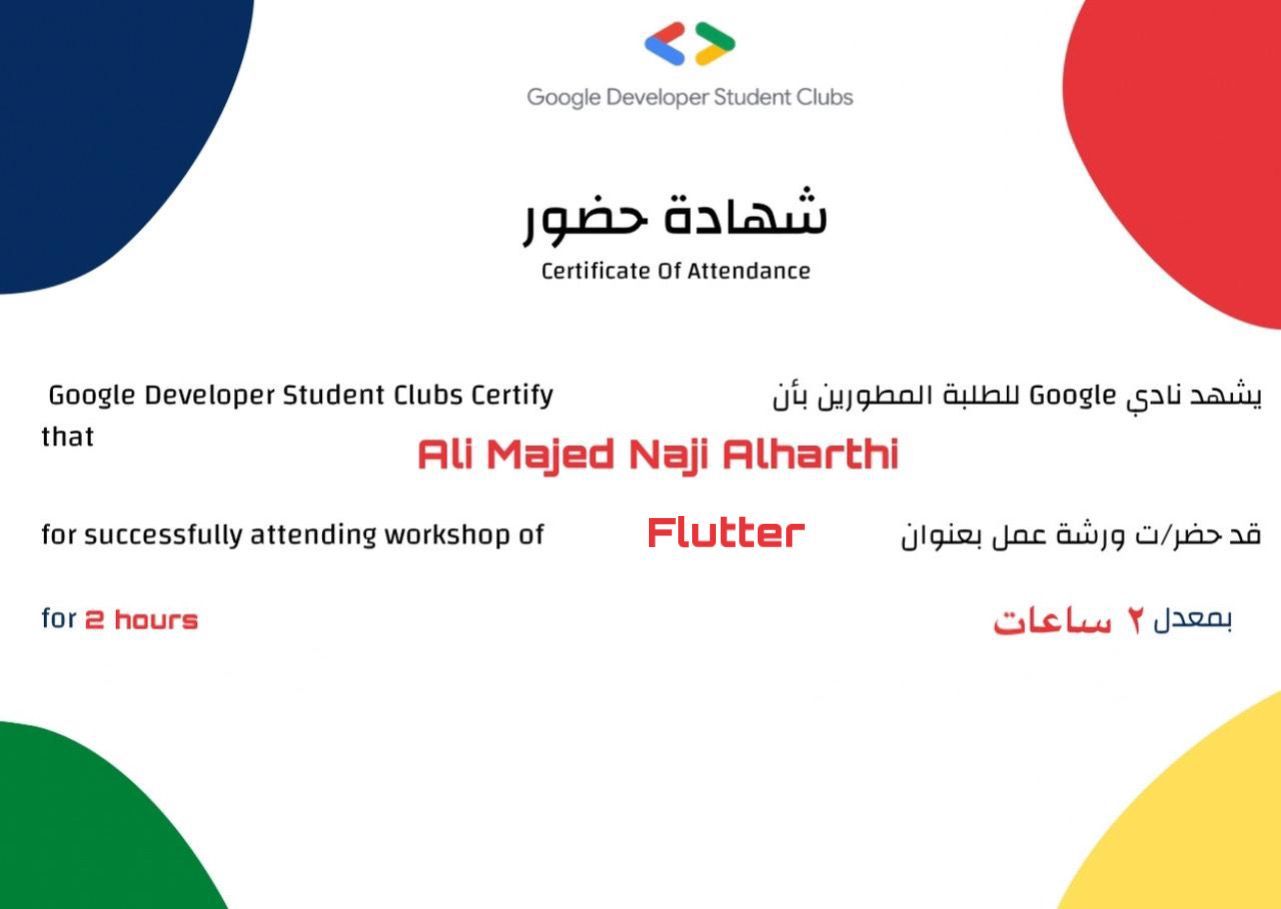 Google Developer Student Clubs
شهادة حضور
Certificate Of Attendance
Google Developer Student Clubs Certify
that
يشهد نادي Google للطلبة المطورين بأن
Ali Majed Naji Alharthi
for successfully attending workshop of
Flutter
قد حضر/ت ورشة عمل بعنوان
for 2 hours
بمعدل ٢ ساعات